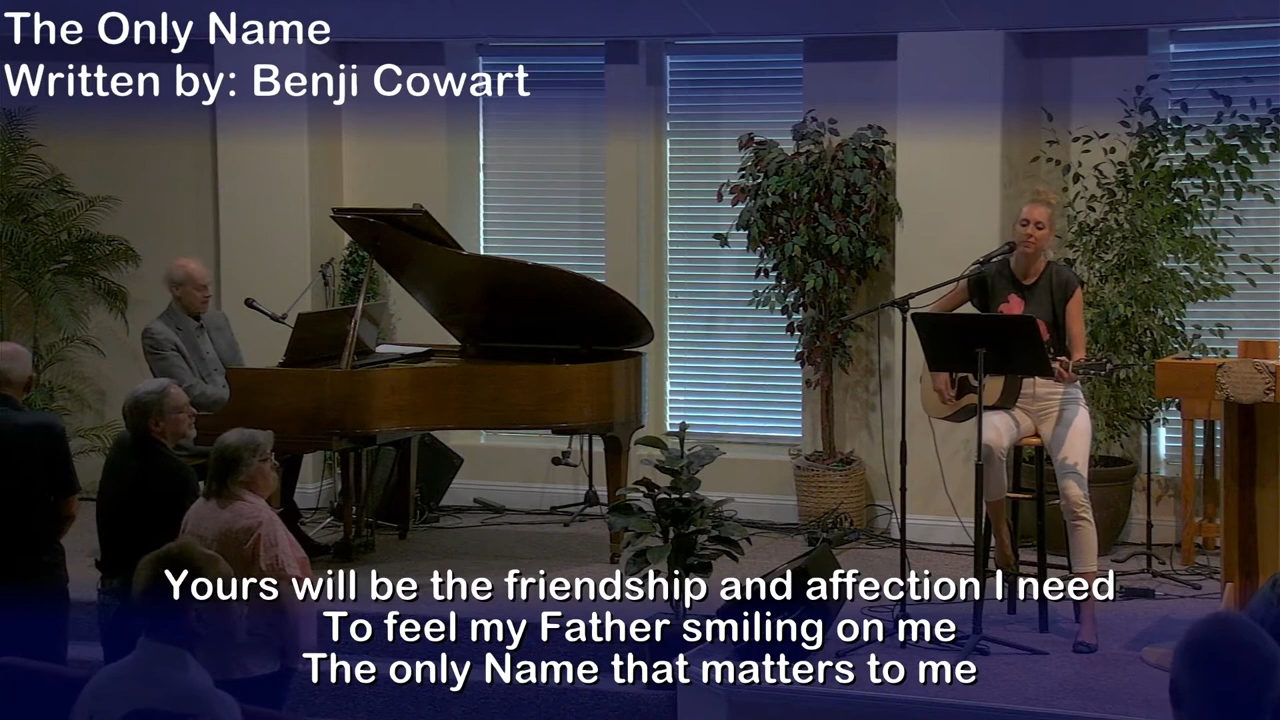 The Only Name
Written by: Benji Cowart
Yours will be the friendship and affection I need
To feel my Father smiling on me
The only Name that matters to me